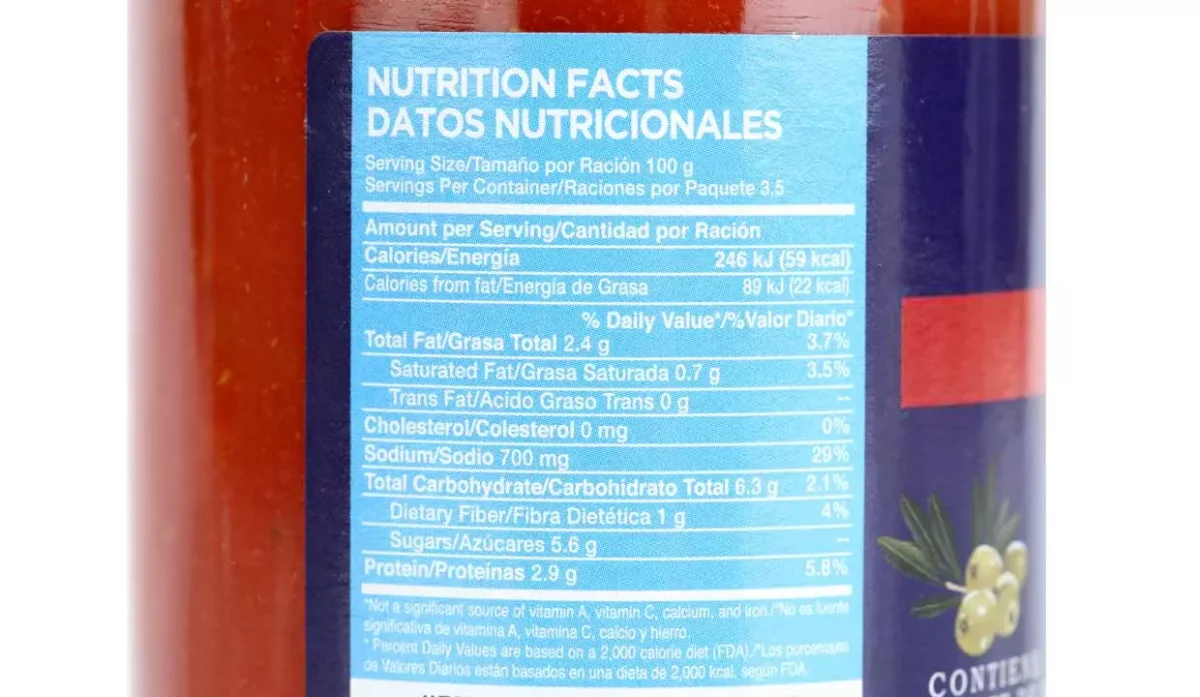 NUTRITION FACTS
DATOS NUTRICIONALES
Serving Size/Tamaño por Ración 100 g
Servings Per Container/Raciones por Paquete 3.5
Amount per Serving/Cantidad por Ración
Calories/Energía 246 kJ (59 kcal)
Calories from fat/Energía de Grasa 89 kJ (22 kcal)
% Daily Value*/%Valor Diario*
Total Fat/Grasa Total 2.4 g 3.7%
Saturated Fat/Grasa Saturada 0.7 g 3.5%
Trans Fat/Acido Graso Trans 0 g --
Cholesterol/Colesterol 0 mg 0%
Sodium/Sodio 700 mg 29%
Total Carbohydrate/Carbohidrato Total 6.3 g 2.1%
Dietary Fiber/Fibra Dietética 1 g 4%
Sugars/Azúcares 5.6 g --
Protein/Proteínas 2.9 g 5.8%
*Not a significant source of vitamin A, vitamin C, calcium, and iron./*No es fuente
significativa de vitamina A, vitamina C, calcio y hierro.
* Percent Daily Values are based on a 2,000 calorie diet (FDA)./*Los porcentajes
de Valores Diarios están basados en una dieta de 2,000 kcal, según FDA.
CONTIENE